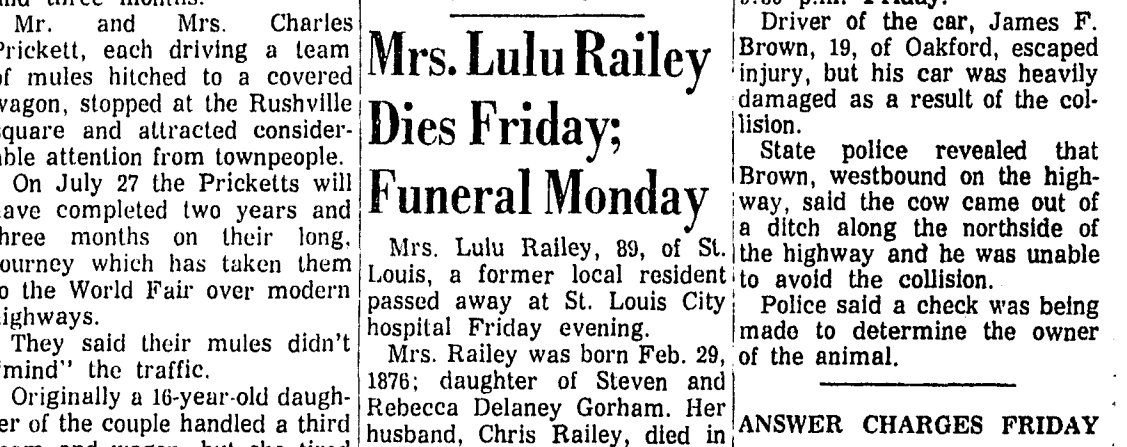 Mr. and Mrs. Charles
Prickett, each driving a team
of mules hitched to a covered
wagon, stopped at the Rushville
square and attracted consider-
able attention from townpeople.
On July 27 the Pricketts will
have completed two years and
three months on their long,
journey which has taken them
to the World Fair over modern
highways.
They said their mules didn't
"mind" the traffic.
Originally a 16-year-old daugh-
ter of the couple handled a third
Mrs. Lulu Railey
Dies Friday;
Funeral Monday
Mrs. Lulu Railey, 89, of St.
Louis, a former local resident
passed away at St. Louis City
hospital Friday evening.
Mrs. Railey was born Feb. 29,
1876; daughter of Steven and
Rebecca Delaney Gorham. Her
husband, Chris Railey, died in
Driver of the car, James F.
Brown, 19, of Oakford, escaped
injury, but his car was heavily
damaged as a result of the col-
lision.
State police revealed that
Brown, westbound on the high-
way, said the cow came out of
a ditch along the northside of
the highway and he was unable
to avoid the collision.
Police said a check was being
made to determine the owner
of the animal.
ANSWER CHARGES FRIDAY